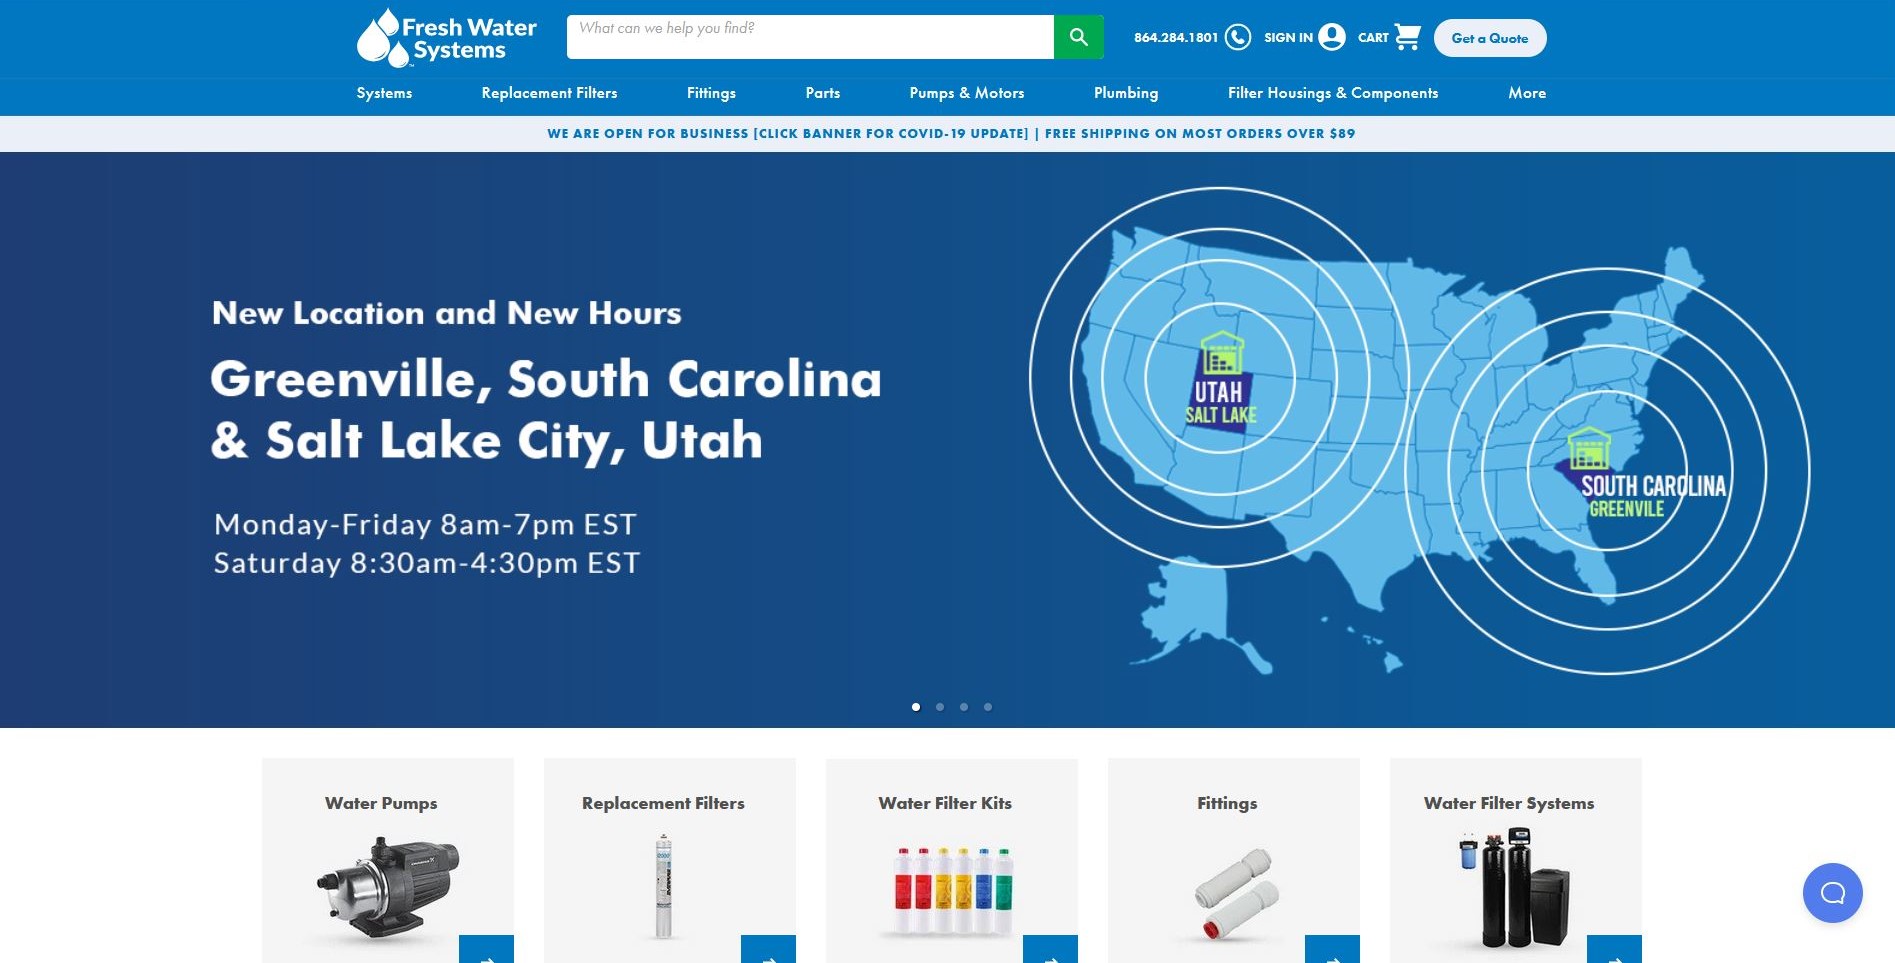 Fresh Water
Systems
What can we help you find?
864.284.1801
SIGN IN
CART
Get a Quote
Systems
Replacement Filters
Fittings
Parts
Pumps & Motors
Plumbing
Filter Housings & Components
More
WE ARE OPEN FOR BUSINESS [CLICK BANNER FOR COVID-19 UPDATE] | FREE SHIPPING ON MOST ORDERS OVER $89
New Location and New Hours
Greenville, South Carolina
& Salt Lake City, Utah
Monday-Friday 8am-7pm EST
Saturday 8:30am-4:30pm EST
UTAH
SALT LAKE
SOUTH CAROLINA
GREENVILE
Water Pumps
Replacement Filters
Water Filter Kits
Fittings
Water Filter Systems